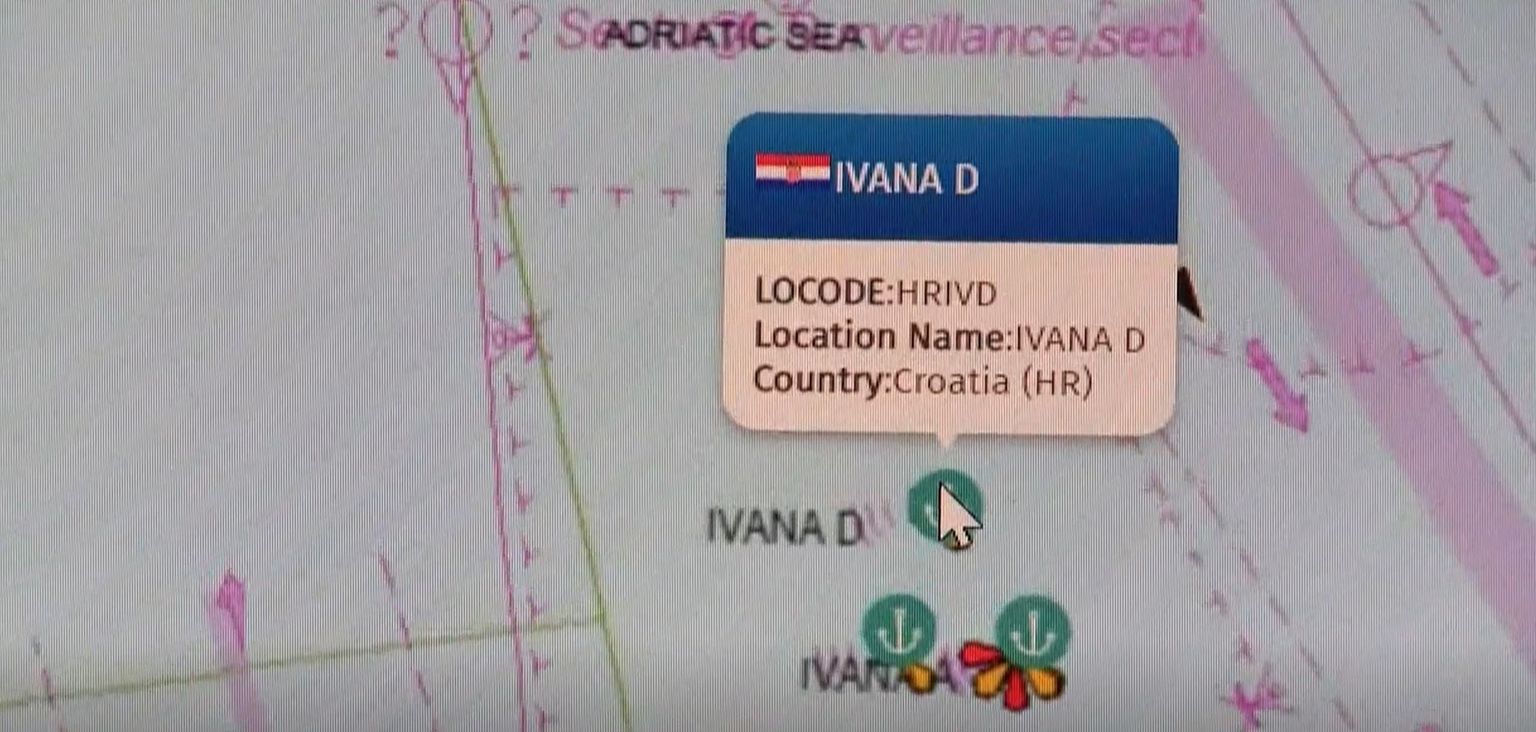 ? ? ADRIATIC SEA
IVANA D
LOCODE:HRIVD
Location Name:IVANA D
Country:Croatia (HR)
IVANA D